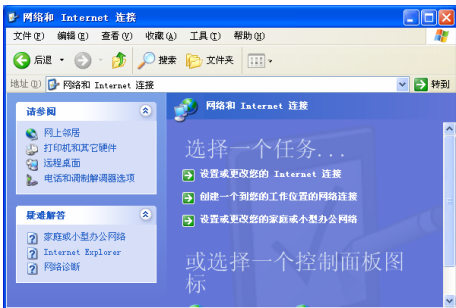 网络和 Internet 连接
文件(F) 编辑(E) 查看(V) 收藏(A) 工具(T) 帮助(H)
后退 搜索 文件夹
地址(D) 网络和 Internet 连接 转到
请参阅
网上邻居
打印机和其它硬件
远程桌面
电话和调制解调器选项
疑难解答
家庭或小型办公网络
Internet Explorer
网络诊断
网络和 Internet 连接
选择一个任务...
设置或更改您的 Internet 连接
创建一个到您的工作位置的网络连接
设置或更改您的家庭或小型办公网络
或选择一个控制面板图
标